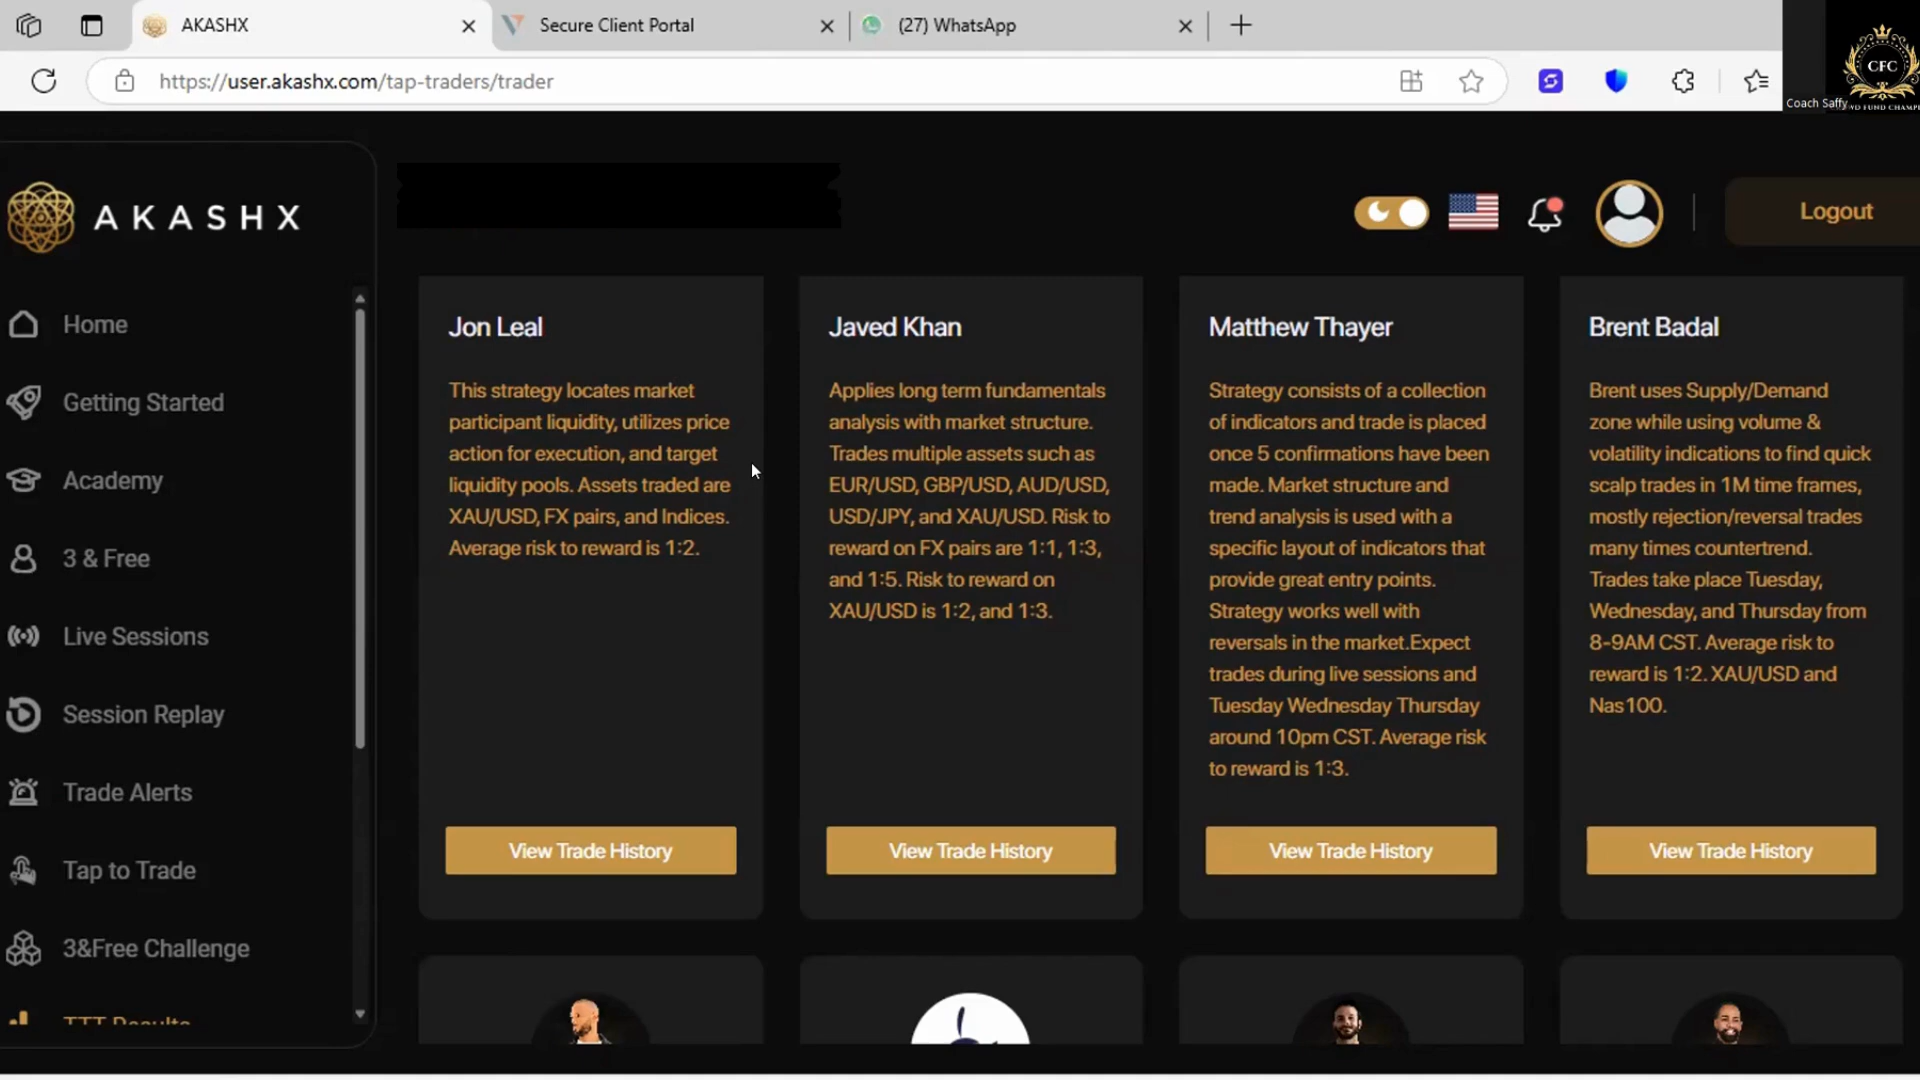 AKASHX
Secure Client Portal
(27) WhatsApp
https://user.akashx.com/tap-traders/trader
CFC
Coach Saffy
AKASHX
Logout
Home
Getting Started
Academy
3 & Free
Live Sessions
Session Replay
Trade Alerts
Tap to Trade
3&Free Challenge
TTT Results
Jon Leal
This strategy locates market
participant liquidity, utilizes price
action for execution, and target
liquidity pools. Assets traded are
XAU/USD, FX pairs, and Indices.
Average risk to reward is 1:2.
View Trade History
Javed Khan
Applies long term fundamentals
analysis with market structure.
Trades multiple assets such as
EUR/USD, GBP/USD, AUD/USD,
USD/JPY, and XAU/USD. Risk to
reward on FX pairs are 1:1, 1:3,
and 1:5. Risk to reward on
XAU/USD is 1:2, and 1:3.
View Trade History
Matthew Thayer
Strategy consists of a collection
of indicators and trade is placed
once 5 confirmations have been
made. Market structure and
trend analysis is used with a
specific layout of indicators that
provide great entry points.
Strategy works well with
reversals in the market.Expect
trades during live sessions and
Tuesday Wednesday Thursday
around 10pm CST. Average risk
to reward is 1:3.
View Trade History
Brent Badal
Brent uses Supply/Demand
zone while using volume &
volatility indications to find quick
scalp trades in 1M time frames,
mostly rejection/reversal trades
many times countertrend.
Trades take place Tuesday,
Wednesday, and Thursday from
8-9AM CST. Average risk to
reward is 1:2. XAU/USD and
Nas100.
View Trade History